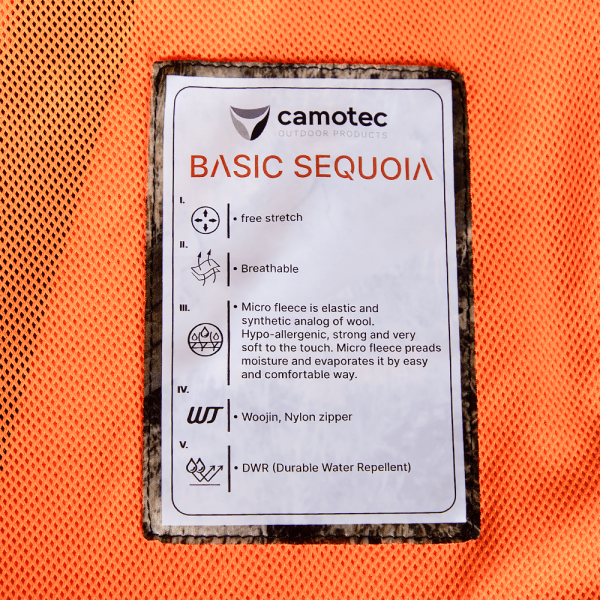 camotec
OUTDOOR PRODUCTS
BASIC SEQUOIA
I.
• free stretch
II.
• Breathable
III.
• Micro fleece is elastic and
synthetic analog of wool.
Hypo-allergenic, strong and very
soft to the touch. Micro fleece preads
moisture and evaporates it by easy
and comfortable way.
IV.
WJ
• Woojin, Nylon zipper
V.
• DWR (Durable Water Repellent)